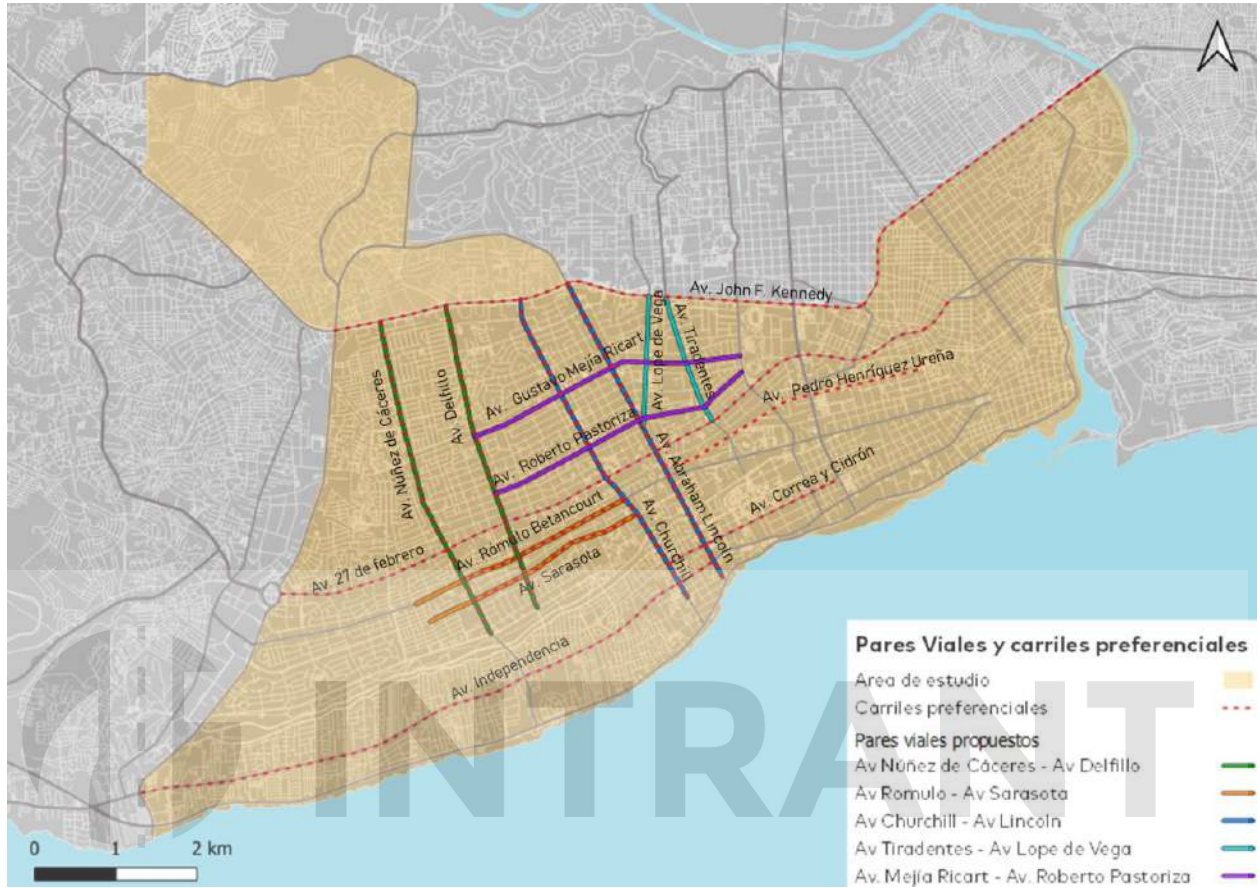 Av. John F. Kennedy
Av. Lope de Vega
Av. Tiradentes
Av. Gustavo Mejía Ricart
Av. Pedro Henríquez Ureña
Av. Núñez de Cáceres
Av. Delfillo
Av. Roberto Pastoriza
Av. Abraham Lincoln
Av. Correa y Cidrón
Av. Rómulo Betancourt
Av. Churchill
Av. 27 de febrero
Av. Sarasota
Av. Independencia
INTRANT
0 1 2 km
Pares Viales y carriles preferenciales
Area de estudio
Carriles preferenciales
Pares viales propuestos
Av Núñez de Cáceres - Av Delfillo
Av Romulo - Av Sarasota
Av Churchill - Av Lincoln
Av Tiradentes - Av Lope de Vega
Av. Mejía Ricart - Av. Roberto Pastoriza